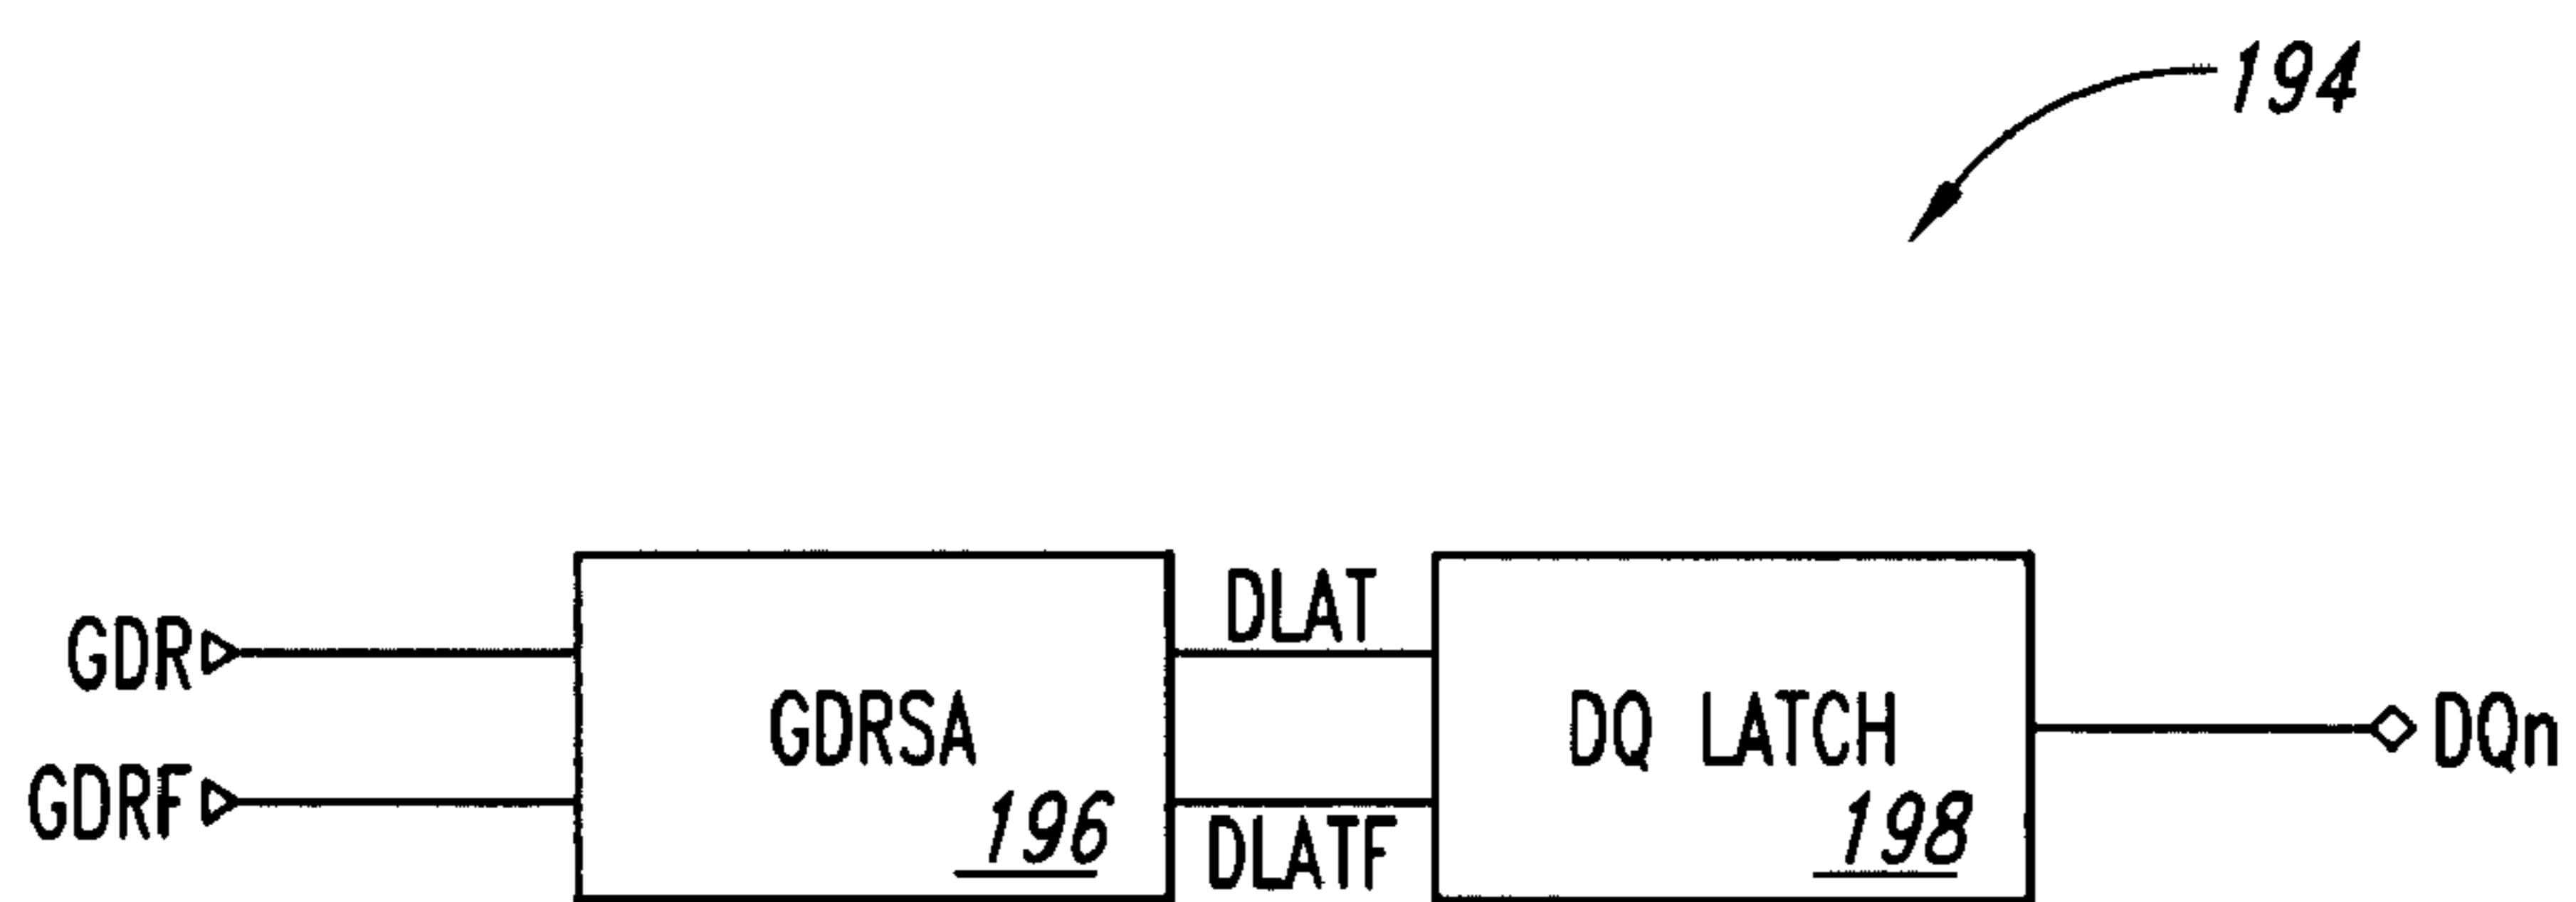 194
GDR
GDRF
GDRSA
196
DLAT
DLATF
DQ LATCH
198
DQn